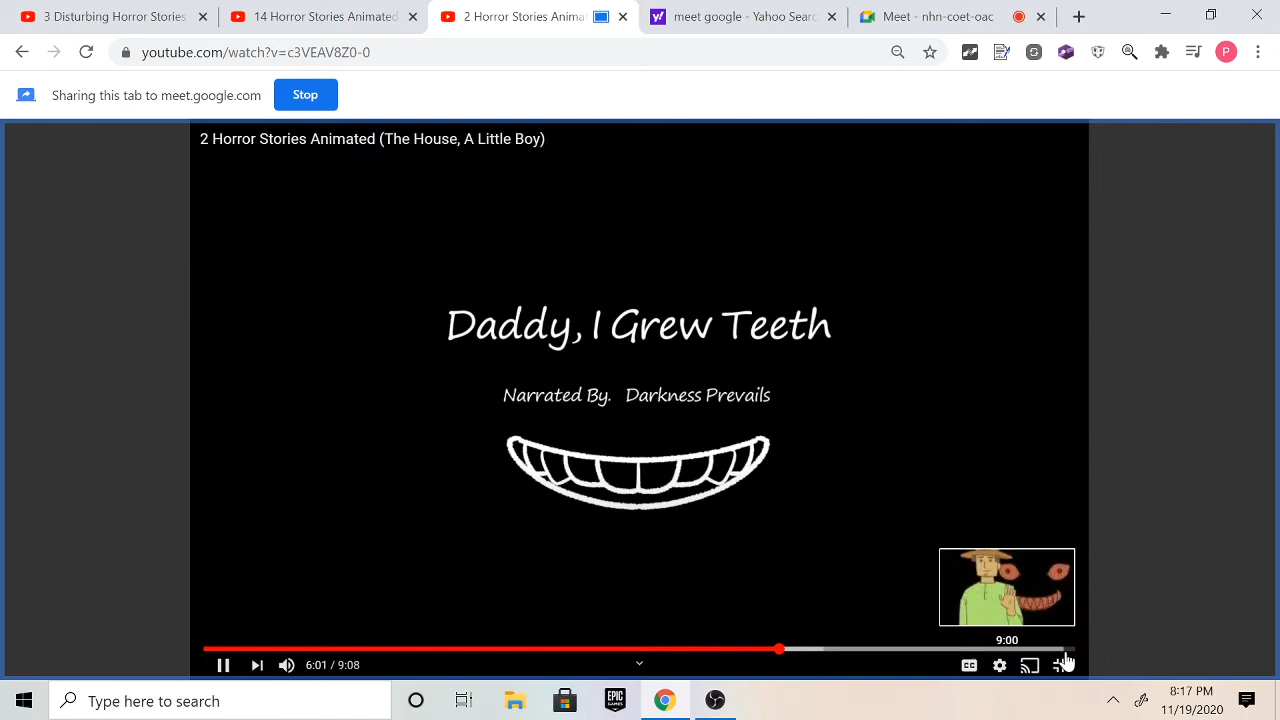 3 Disturbing Horror Stories
14 Horror Stories Animated
2 Horror Stories Anima
meet google - Yahoo Searc
Meet - nhn-coet-oac
youtube.com/watch?v=c3VEAV8Z0-0
P
Sharing this tab to meet.google.com
Stop
2 Horror Stories Animated (The House, A Little Boy)
Daddy, I Grew Teeth
Narrated By. Darkness Prevails
9:00
6:01 / 9:08
CC
Type here to search
EPIC
GAMES
8:17 PM
11/19/2020